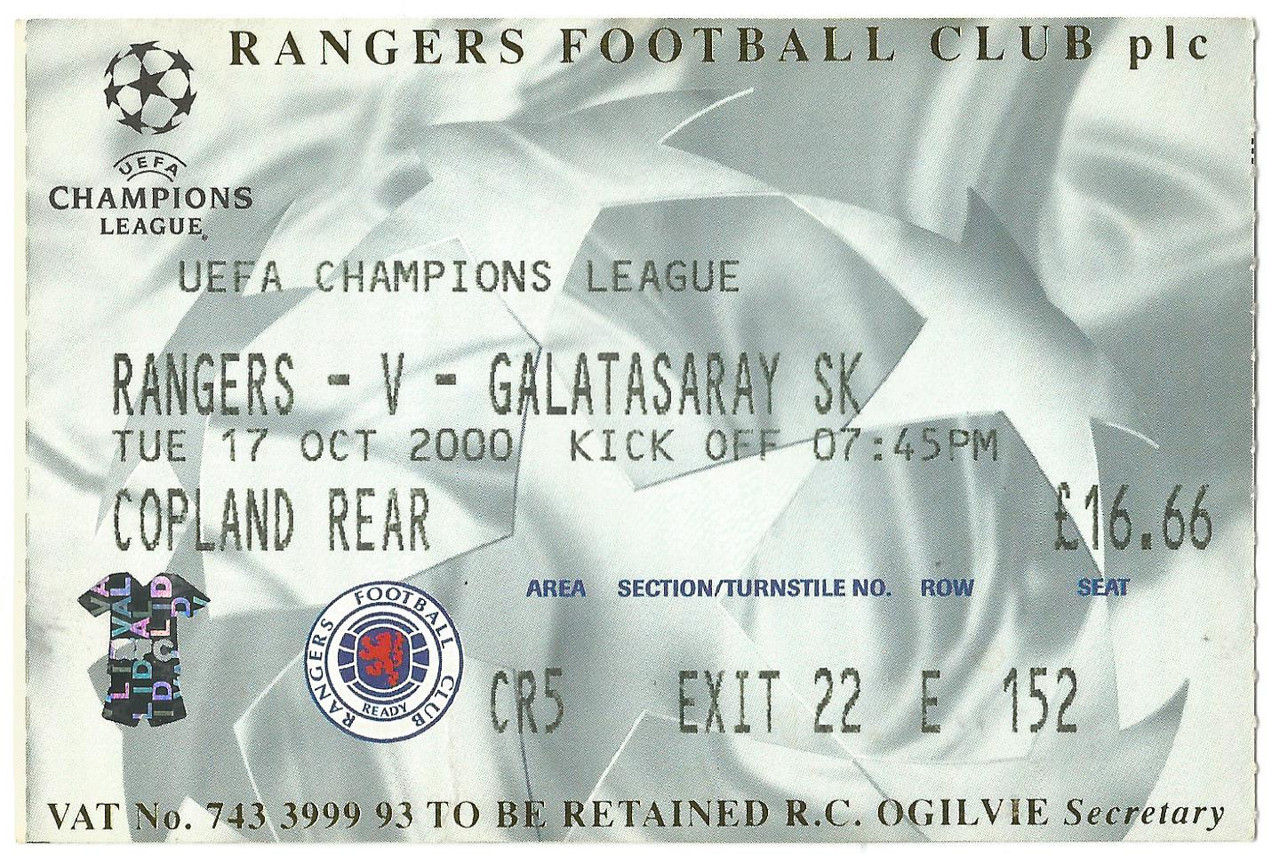 RANGERS FOOTBALL CLUB plc
UEFA
CHAMPIONS
LEAGUE
UEFA CHAMPIONS LEAGUE
RANGERS - V - GALATASARAY SK
TUE 17 OCT 2000 KICK OFF 07:45PM
COPLAND REAR £16.66
AREA SECTION/TURNSTILE NO. ROW SEAT
RANGERS FOOTBALL CLUB
READY
CR5 EXIT 22 E 152
VAT No. 743 3999 93 TO BE RETAINED R.C. OGILVIE Secretary